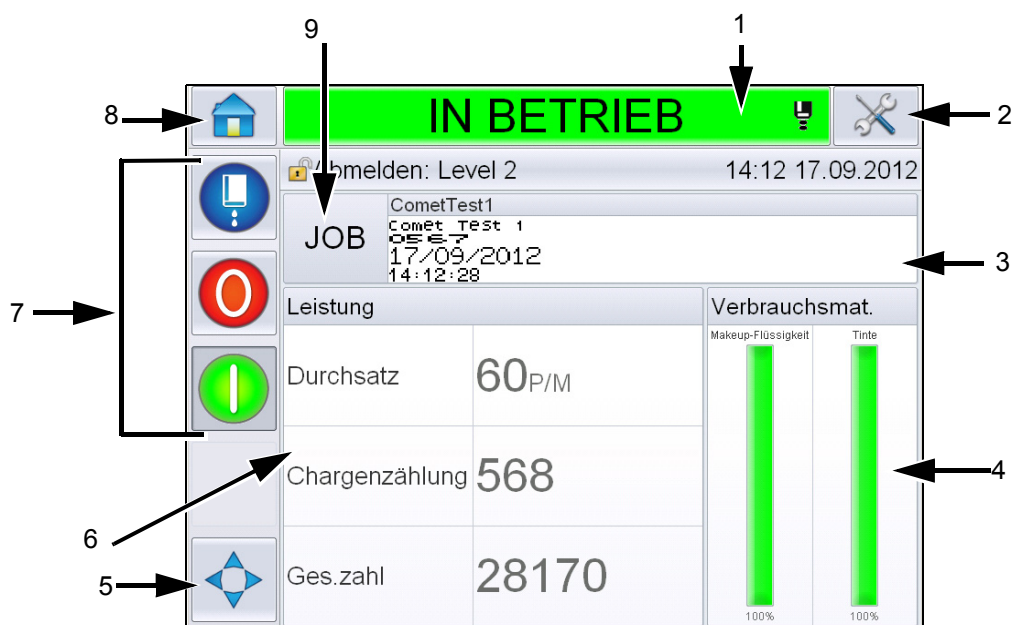 9
1
IN BETRIEB
8
2
Abmelden: Level 2 14:12 17.09.2012
JOB
CometTest1
Comet Test 1
0567
17/09/2012
14:12:28
3
7
Leistung
Verbrauchsmat.
Makeup-Flüssigkeit Tinte
Durchsatz 60P/M
Chargenzählung 568
4
6
5
Ges.zahl 28170
100% 100%